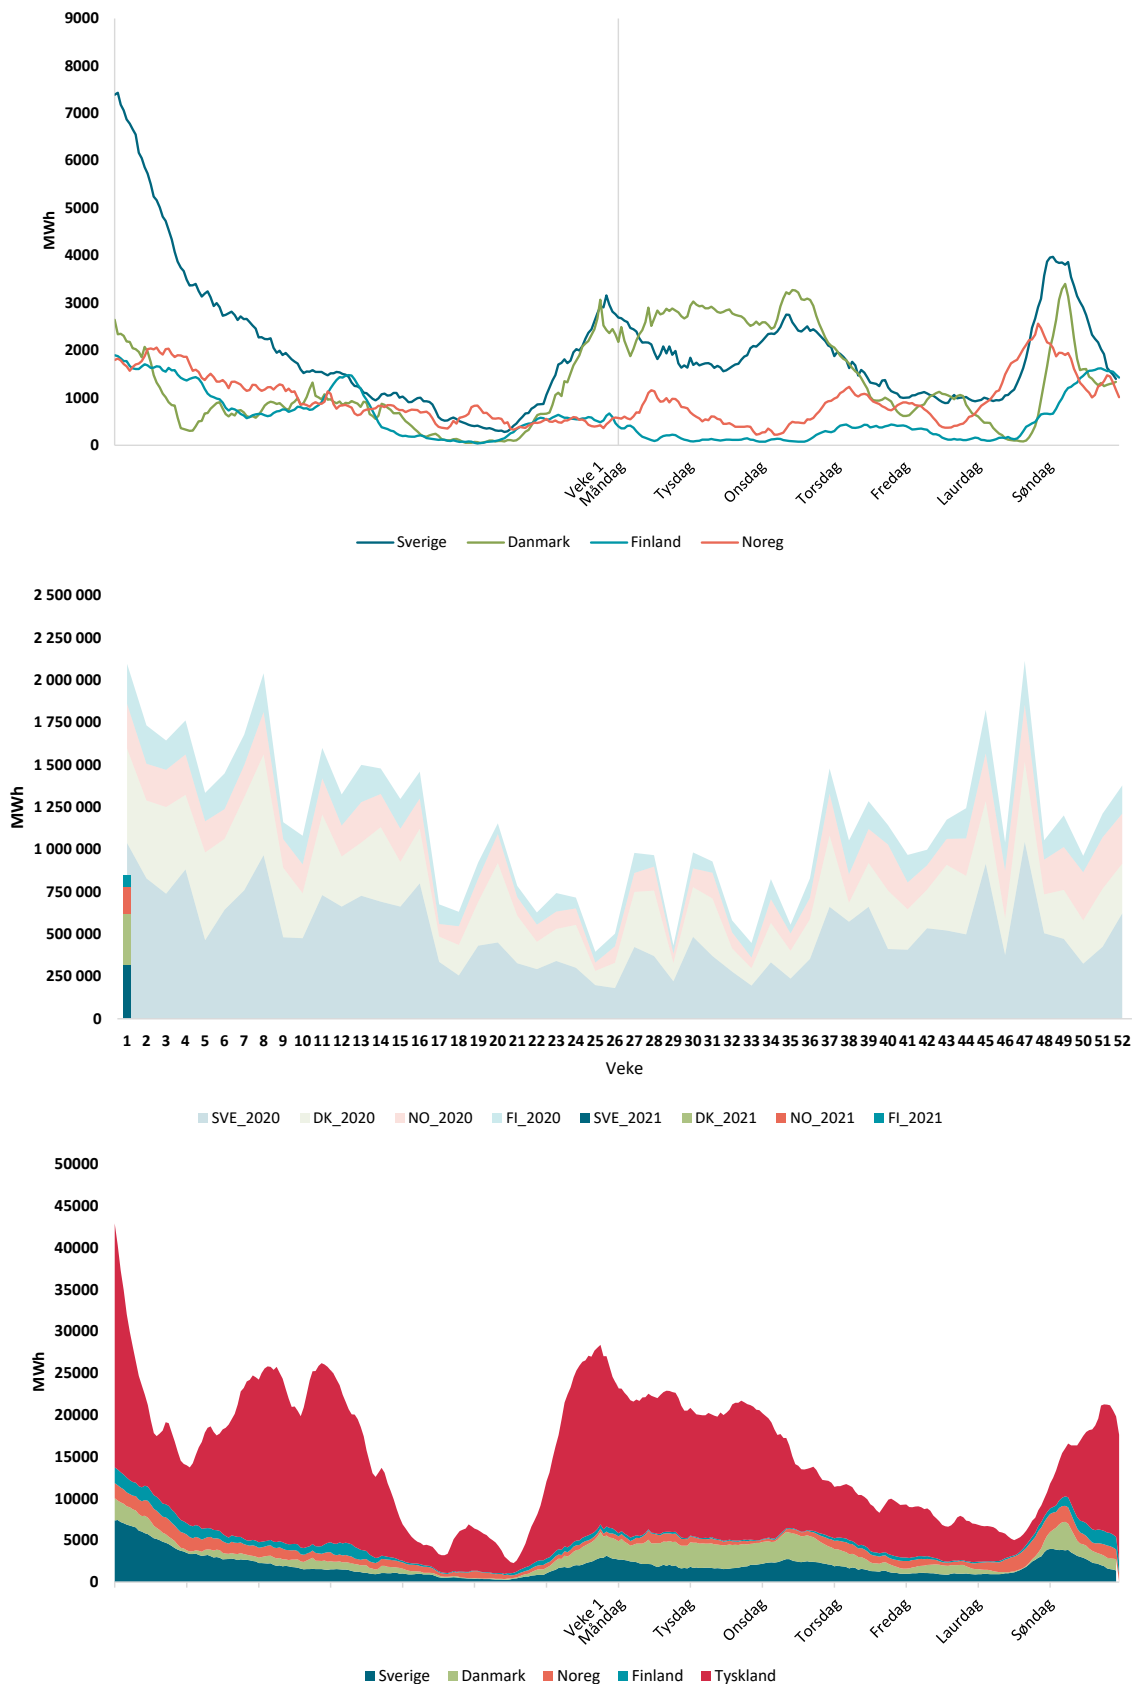 9000
8000
7000
6000
5000
4000
3000
2000
1000
0
MWh
Veke 1
Måndag
Tysdag
Onsdag
Torsdag
Fredag
Laurdag
Søndag
Sverige Danmark Finland Noreg
2 500 000
2 250 000
2 000 000
1 750 000
1 500 000
1 250 000
1 000 000
750 000
500 000
250 000
0
MWh
1 2 3 4 5 6 7 8 9 10 11 12 13 14 15 16 17 18 19 20 21 22 23 24 25 26 27 28 29 30 31 32 33 34 35 36 37 38 39 40 41 42 43 44 45 46 47 48 49 50 51 52
Veke
SVE_2020 DK_2020 NO_2020 FI_2020 SVE_2021 DK_2021 NO_2021 FI_2021
50000
45000
40000
35000
30000
25000
20000
15000
10000
5000
0
MWh
Veke 1
Måndag
Tysdag
Onsdag
Torsdag
Fredag
Laurdag
Søndag
Sverige Danmark Noreg Finland Tyskland